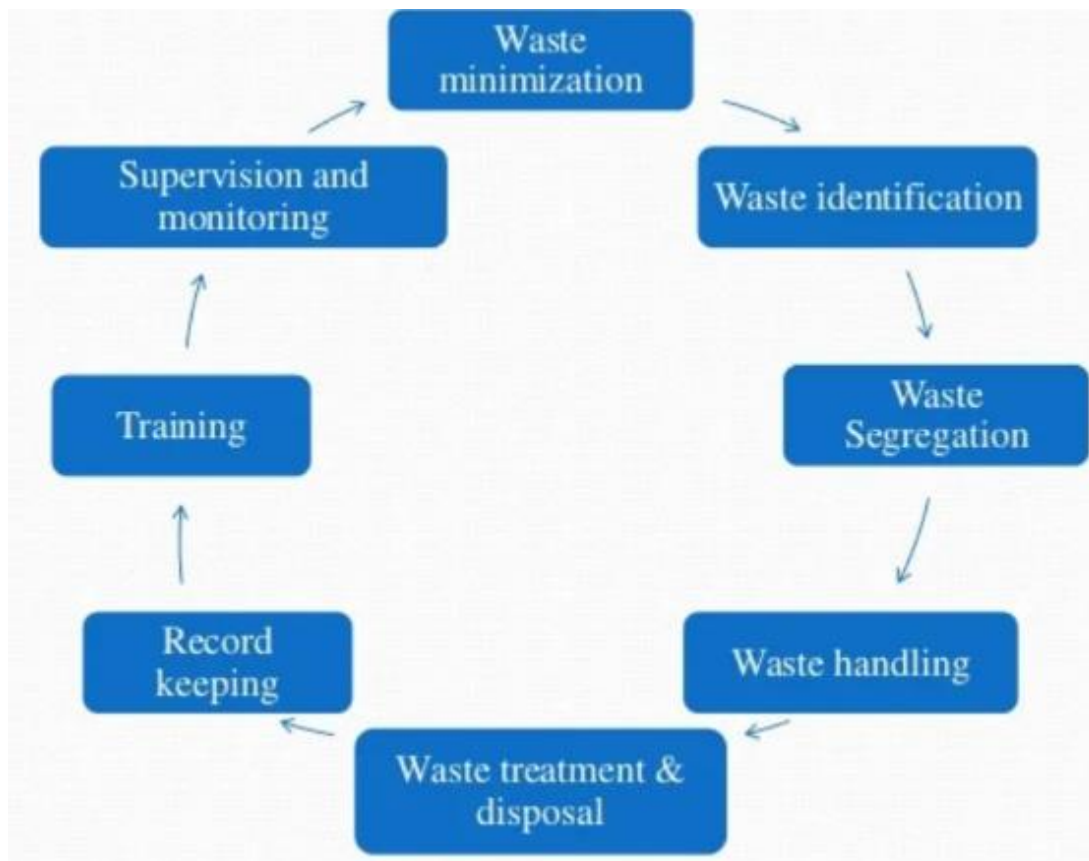 Waste
minimization
Waste identification
Waste
Segregation
Waste handling
Waste treatment &
disposal
Record
keeping
Training
Supervision and
monitoring